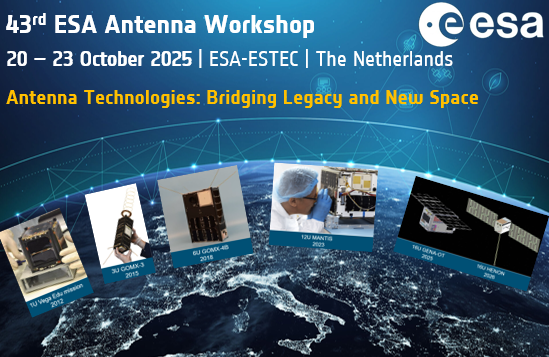 43rd ESA Antenna Workshop
esa
20 – 23 October 2025 | ESA-ESTEC | The Netherlands
Antenna Technologies: Bridging Legacy and New Space
1U Vega Edu mission
2012
3U GOMX-3
2015
6U GOMX-4B
2018
12U MANTIS
2023
16U GENA-OT
2025
16U HENON
2026